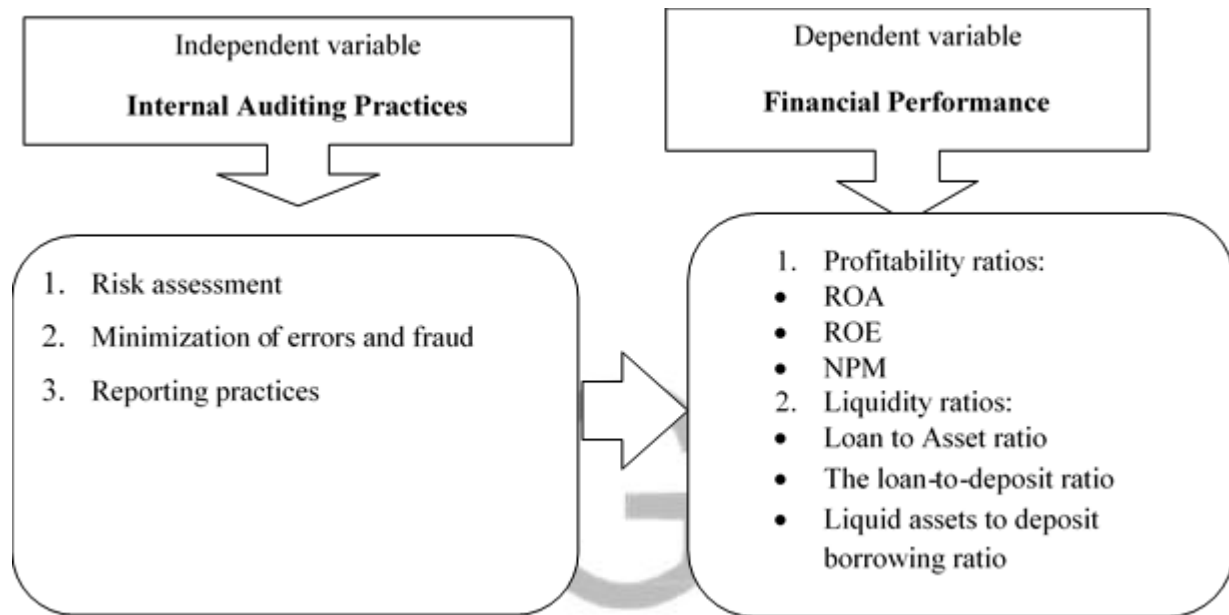 Independent variable
Internal Auditing Practices
Dependent variable
Financial Performance
1. Risk assessment
2. Minimization of errors and fraud
3. Reporting practices
1. Profitability ratios:
• ROA
• ROE
• NPM
2. Liquidity ratios:
• Loan to Asset ratio
• The loan-to-deposit ratio
• Liquid assets to deposit
borrowing ratio